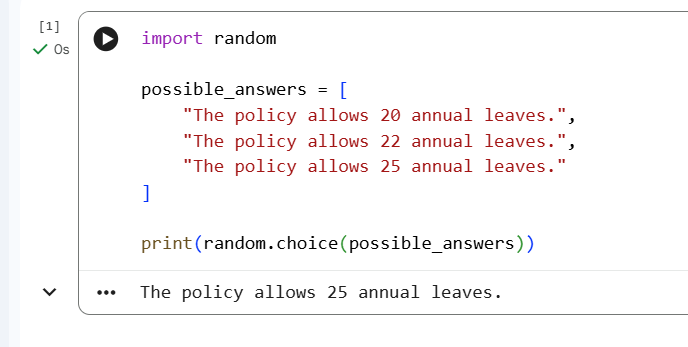 [1]
0s
import random
possible_answers = [
"The policy allows 20 annual leaves.",
"The policy allows 22 annual leaves.",
"The policy allows 25 annual leaves."
]
print(random.choice(possible_answers))
The policy allows 25 annual leaves.